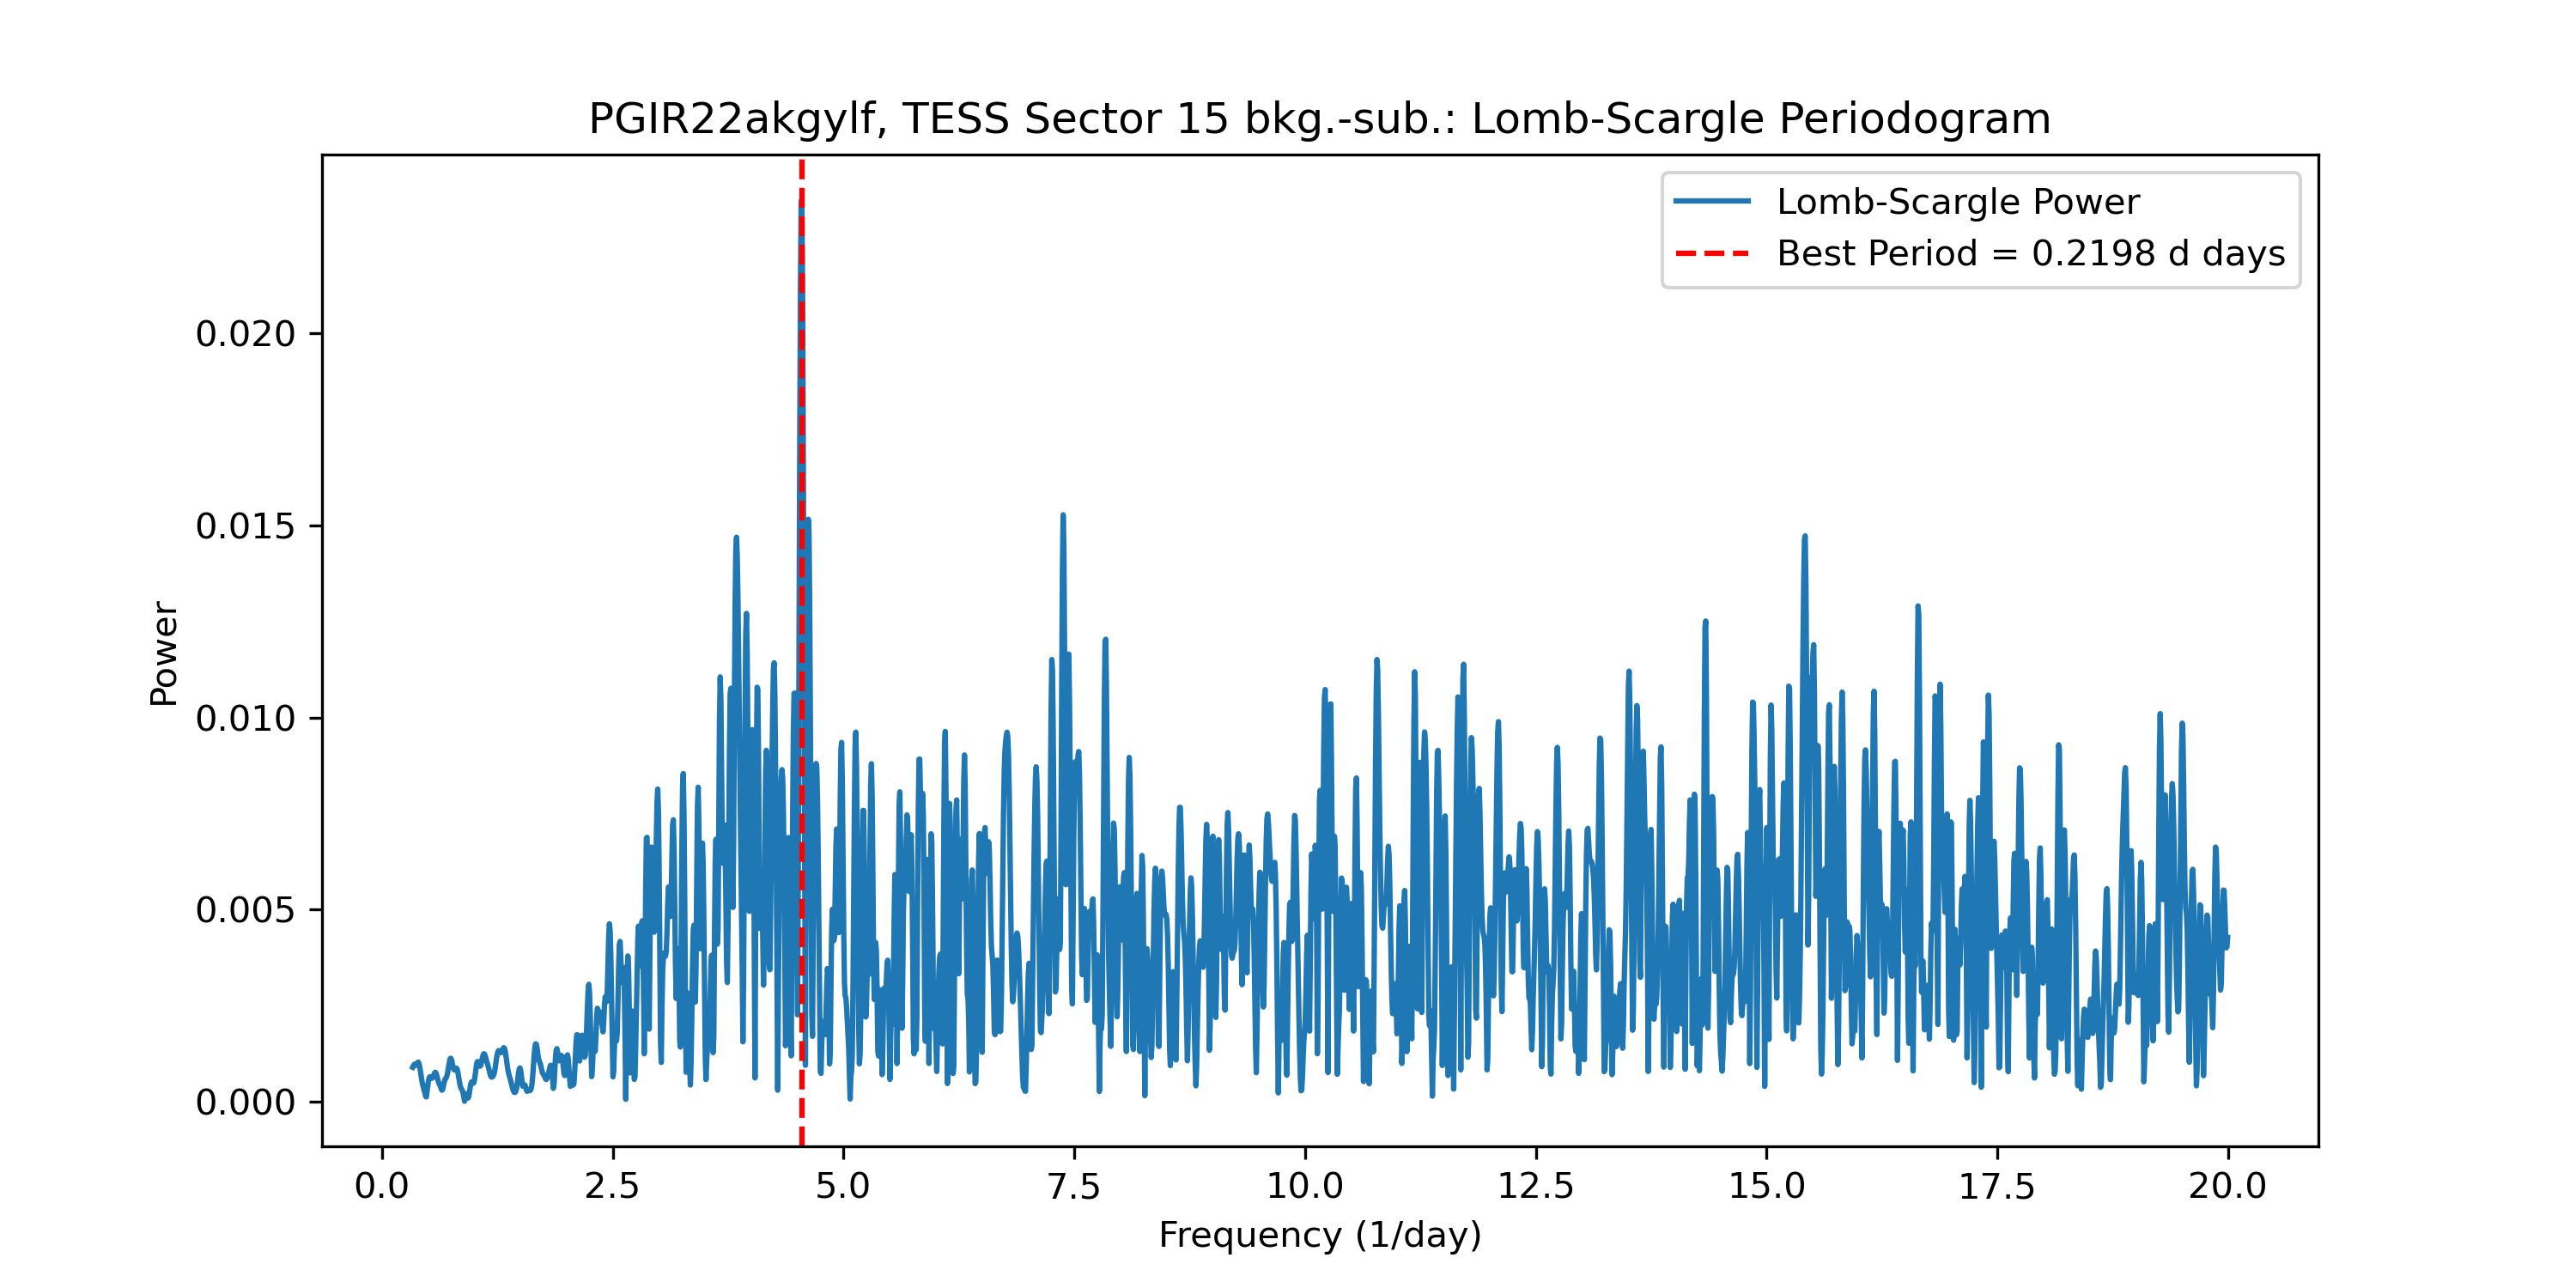 PGIR22akgylf, TESS Sector 15 bkg.-sub.: Lomb-Scargle Periodogram
Lomb-Scargle Power
Best Period = 0.2198 d days
Power
0.020
0.015
0.010
0.005
0.000
0.0 2.5 5.0 7.5 10.0 12.5 15.0 17.5 20.0
Frequency (1/day)